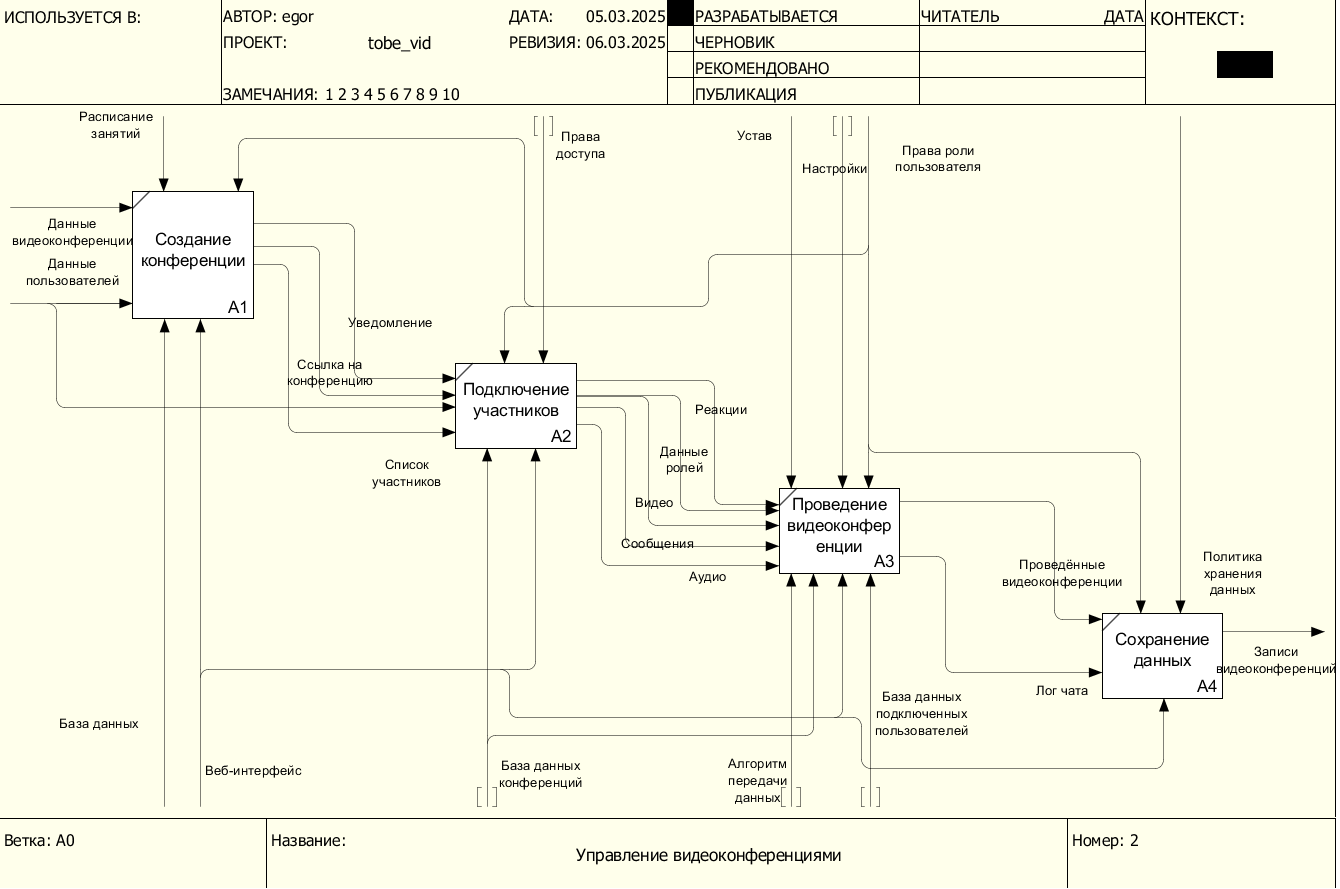 ИСПОЛЬЗУЕТСЯ В:
АВТОР: egor
ДАТА: 05.03.2025
РАЗРАБАТЫВАЕТСЯ
ЧИТАТЕЛЬ
ДАТА
КОНТЕКСТ:
ПРОЕКТ: tobe_vid
РЕВИЗИЯ: 06.03.2025
ЧЕРНОВИК
РЕКОМЕНДОВАНО
ЗАМЕЧАНИЯ: 1 2 3 4 5 6 7 8 9 10
ПУБЛИКАЦИЯ
Расписание
занятий
Права
доступа
Устав
Настройки
Права роли
пользователя
Данные
видеоконференции
Данные
пользователей
Создание
конференции
A1
Уведомление
Ссылка на
конференцию
Подключение
участников
A2
Список
участников
Реакции
Данные
ролей
Видео
Сообщения
Аудио
Проведение
видеоконфер
енции
A3
Проведённые
видеоконференции
Политика
хранения
данных
Сохранение
данных
A4
Записи
видеоконференций
Лог чата
База данных
подключенных
пользователей
База данных
Веб-интерфейс
База данных
конференций
Алгоритм
передачи
данных
Ветка: A0
Название:
Управление видеоконференциями
Номер: 2